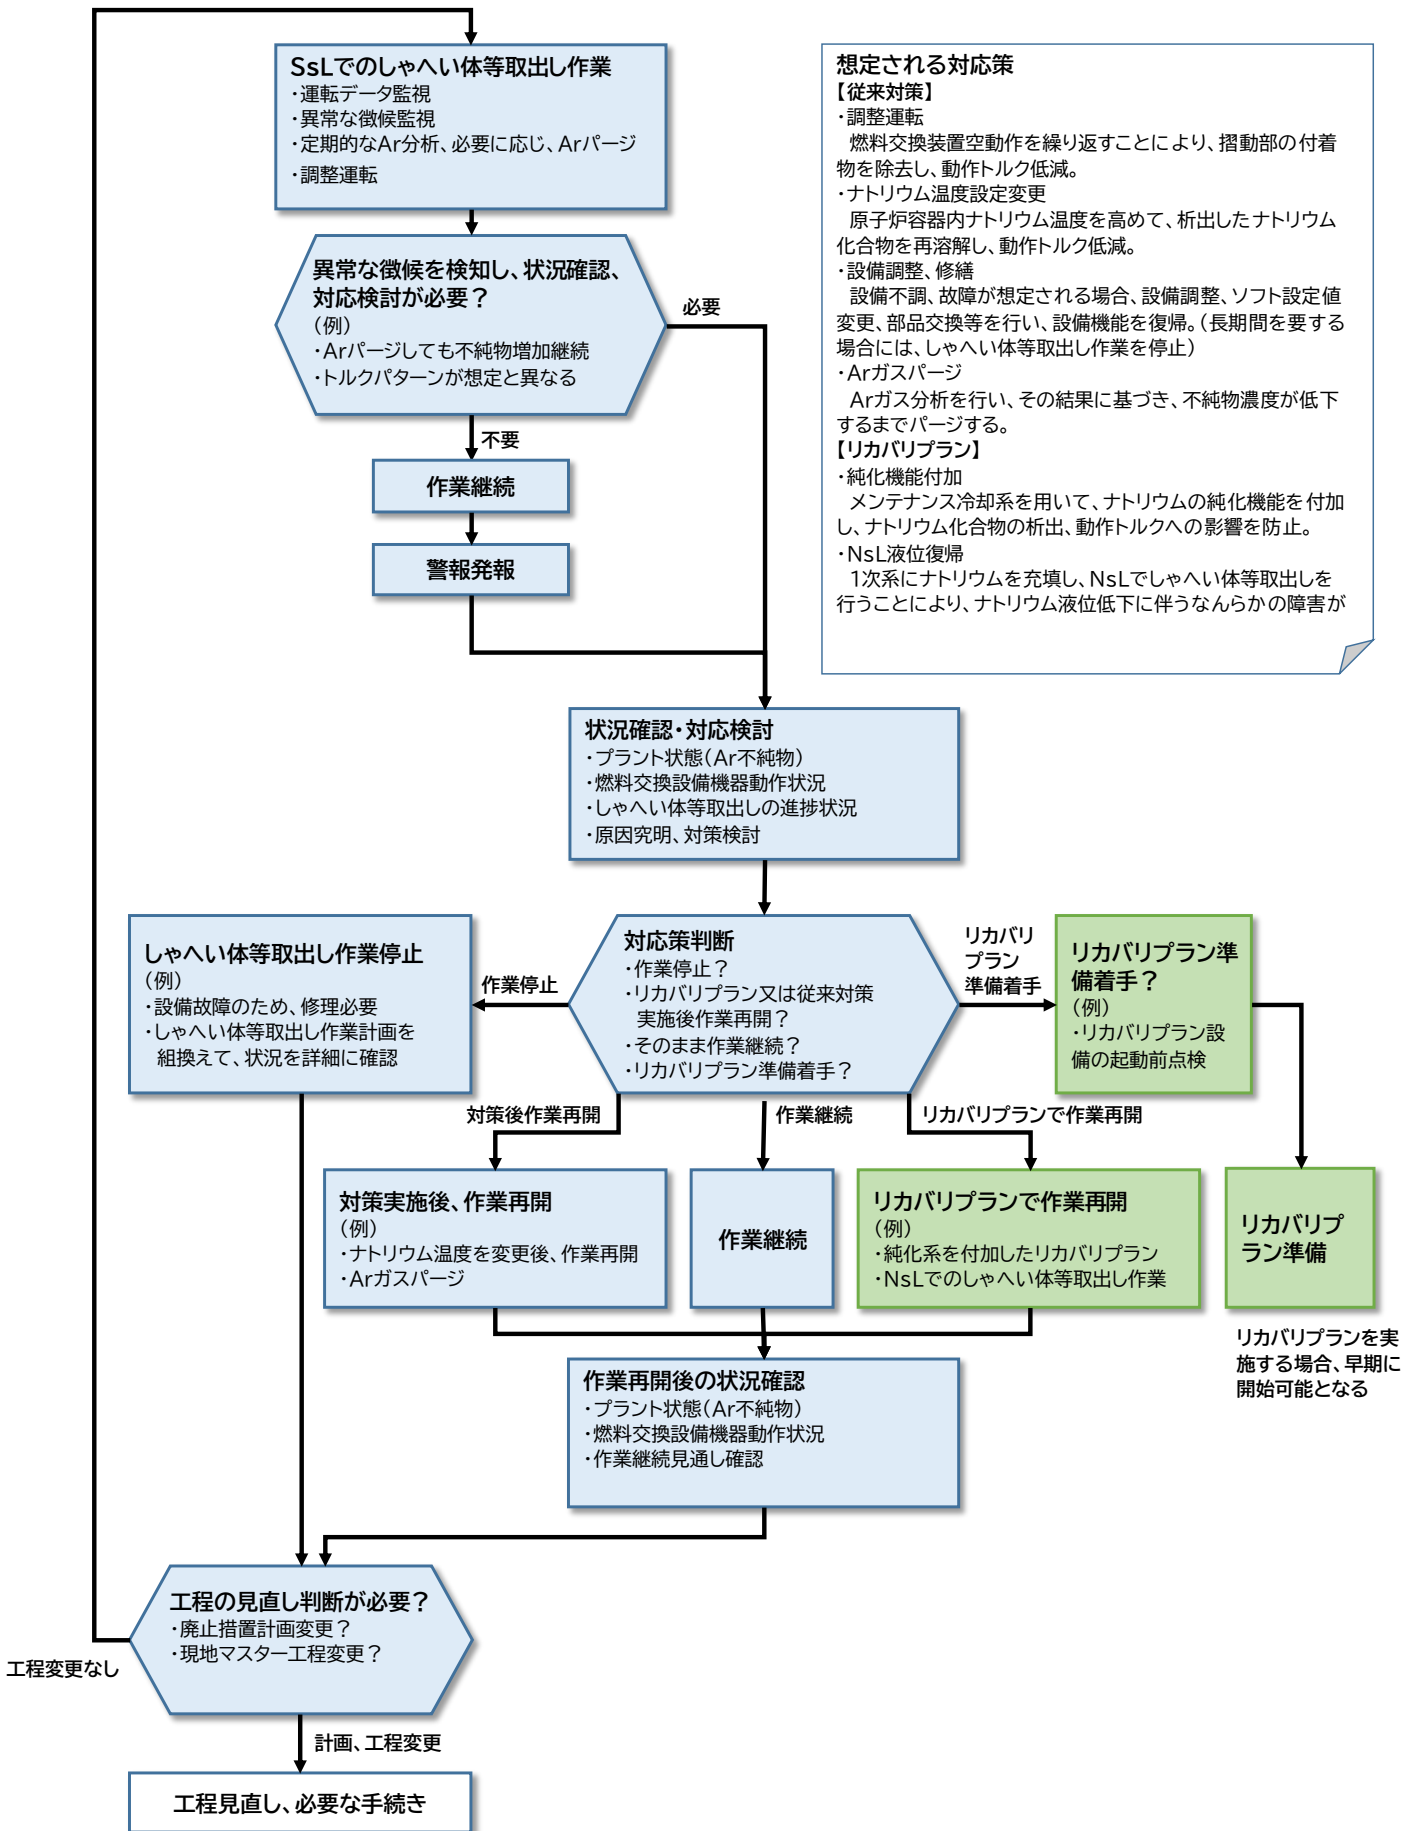 SsLでのしゃへい体等取出し作業
・運転データ監視
・異常な徴候監視
・定期的なAr分析、必要に応じ、Arパージ
・調整運転
異常な徴候を検知し、状況確認、
対応検討が必要？
（例）
・Arパージしても不純物増加継続
・トルクパターンが想定と異なる
必要
不要
作業継続
警報発報
想定される対応策
【従来対策】
・調整運転
燃料交換装置空動作を繰り返すことにより、摺動部の付着
物を除去し、動作トルク低減。
・ナトリウム温度設定変更
原子炉容器内ナトリウム温度を高めて、析出したナトリウム
化合物を再溶解し、動作トルク低減。
・設備調整、修繕
設備不調、故障が想定される場合、設備調整、ソフト設定値
変更、部品交換等を行い、設備機能を復帰。（長期間を要する
場合には、しゃへい体等取出し作業を停止）
・Arガスパージ
Arガス分析を行い、その結果に基づき、不純物濃度が低下
するまでパージする。
【リカバリプラン】
・純化機能付加
メンテナンス冷却系を用いて、ナトリウムの純化機能を付加
し、ナトリウム化合物の析出、動作トルクへの影響を防止。
・NsL液位復帰
1次系にナトリウムを充填し、NsLでしゃへい体等取出しを
行うことにより、ナトリウム液位低下に伴うなんらかの障害が
状況確認・対応検討
・プラント状態（Ar不純物）
・燃料交換設備機器動作状況
・しゃへい体等取出しの進捗状況
・原因究明、対策検討
しゃへい体等取出し作業停止
（例）
・設備故障のため、修理必要
・しゃへい体等取出し作業計画を
組換えて、状況を詳細に確認
作業停止
対応策判断
・作業停止？
・リカバリプラン又は従来対策
実施後作業再開？
・そのまま作業継続？
・リカバリプラン準備着手？
リカバリ
プラン
準備着手
リカバリプラン準
備着手？
（例）
・リカバリプラン設
備の起動前点検
対策後作業再開
作業継続
リカバリプランで作業再開
対策実施後、作業再開
（例）
・ナトリウム温度を変更後、作業再開
・Arガスパージ
作業継続
リカバリプランで作業再開
（例）
・純化系を付加したリカバリプラン
・NsLでのしゃへい体等取出し作業
リカバリプ
ラン準備
リカバリプランを実
施する場合、早期に
開始可能となる
作業再開後の状況確認
・プラント状態（Ar不純物）
・燃料交換設備機器動作状況
・作業継続見通し確認
工程の見直し判断が必要？
・廃止措置計画変更？
・現地マスター工程変更？
工程変更なし
計画、工程変更
工程見直し、必要な手続き